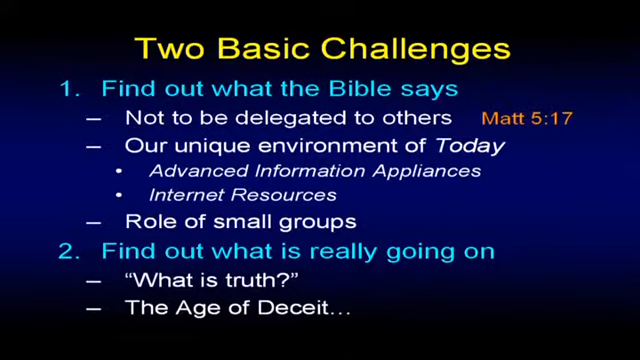 Two Basic Challenges
1. Find out what the Bible says
– Not to be delegated to others Matt 5:17
– Our unique environment of Today
• Advanced Information Appliances
• Internet Resources
– Role of small groups
2. Find out what is really going on
– “What is truth?”
– The Age of Deceit…